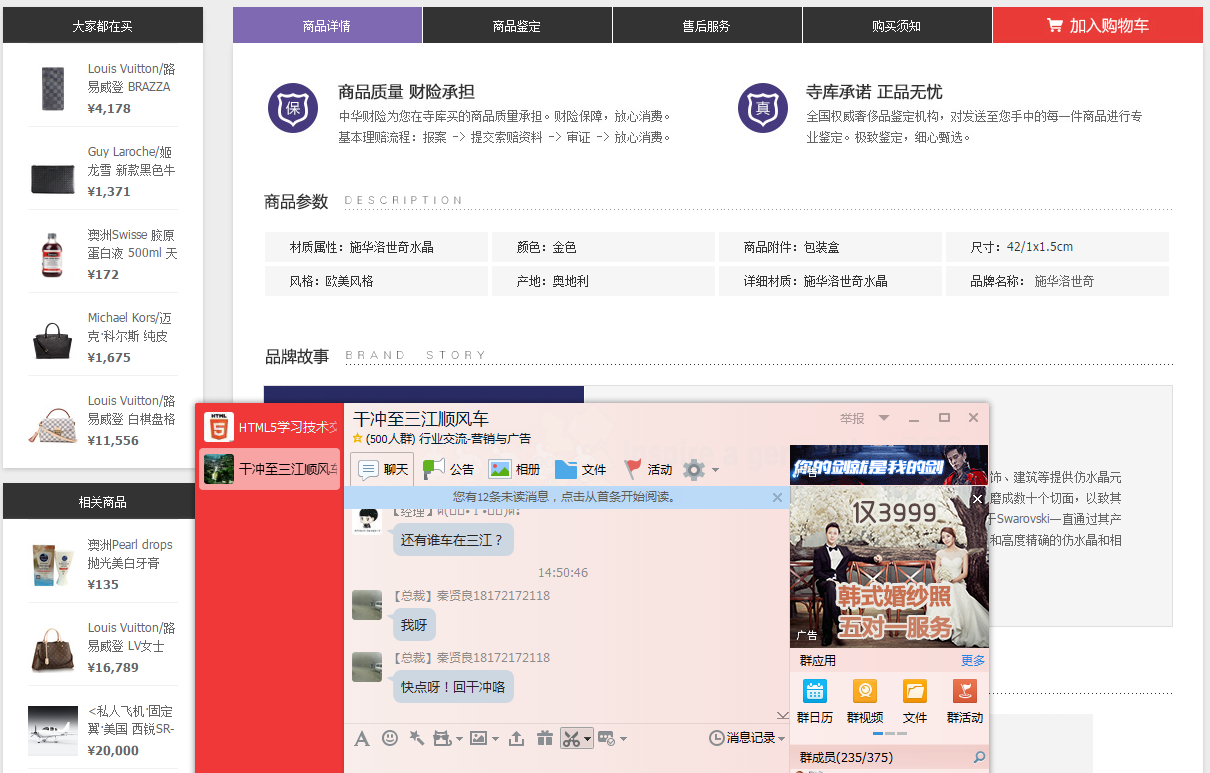 大家都在买
Louis Vuitton/路
易威登 BRAZZA
¥4,178
Guy Laroche/姬
龙雪 新款黑色牛
¥1,371
澳洲Swisse 胶原
蛋白液 500ml 天
¥172
Michael Kors/迈
克·科尔斯 纯皮
¥1,675
Louis Vuitton/路
易威登 白棋盘格
¥11,556
相关商品
澳洲Pearl drops
抛光美白牙膏
¥135
Louis Vuitton/路
易威登 LV女士
¥16,789
<私人飞机·固定
翼·美国 西锐SR-
¥20,000
商品详情
商品鉴定
售后服务
购买须知
加入购物车
保
商品质量 财险承担
中华财险为您在寺库买的商品质量承担。财险保障，放心消费。
基本理赔流程：报案 -> 提交索赔资料 -> 审证 -> 放心消费。
真
寺库承诺 正品无忧
全国权威奢侈品鉴定机构，对发送至您手中的每一件商品进行专
业鉴定。极致鉴定，细心甄选。
商品参数 DESCRIPTION
材质属性：施华洛世奇水晶
颜色：金色
商品附件：包装盒
尺寸：42/1x1.5cm
风格：欧美风格
产地：奥地利
详细材质：施华洛世奇水晶
品牌名称： 施华洛世奇
品牌故事 BRAND STORY
饰、建筑等提供仿水晶元
磨成数十个切面，以致其
于Swarovski一直通过其产
和高度精确的仿水晶和相
HTML5学习技术交
干冲至三江顺风车
干冲至三江顺风车
(500人群) 行业交流-营销与广告
举报
聊天
公告
相册
文件
活动
您有12条未读消息，点击从首条开始阅读。
还有谁车在三江？
14:50:46
【总裁】秦贤良18172172118
我呀
【总裁】秦贤良18172172118
快点呀！回干冲咯
消息记录
你的剑就是我的剑
广告
仅3999
韩式婚纱照
五对一服务
广告
群应用
更多
群日历
群视频
文件
群活动
群成员(235/375)